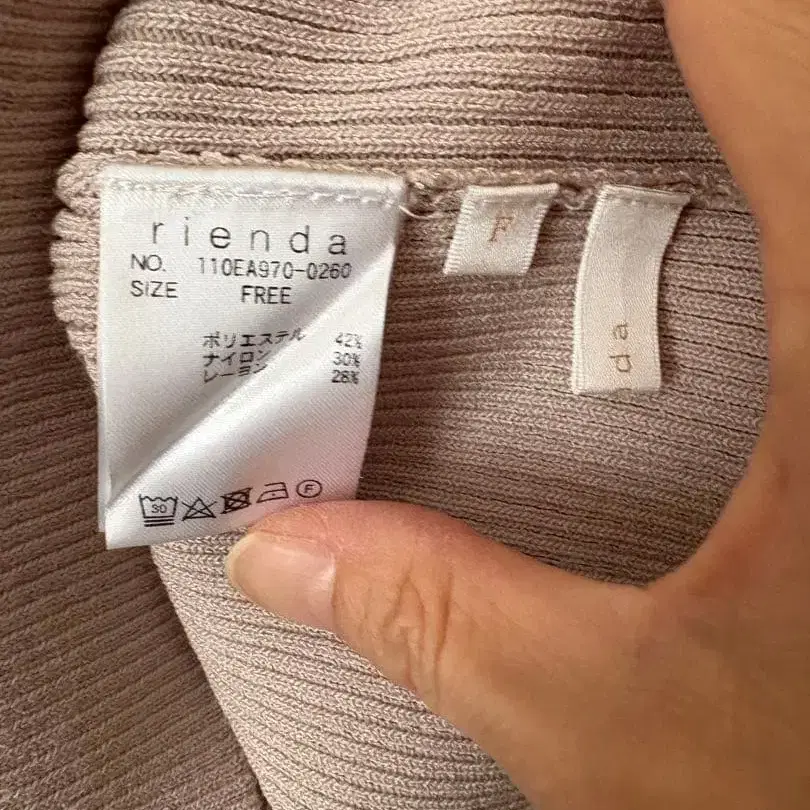 rienda
NO. 110EA970-0260
SIZE FREE
ポリエステル 42%
ナイロン 30%
レーヨン 28%
30
F
F
nda